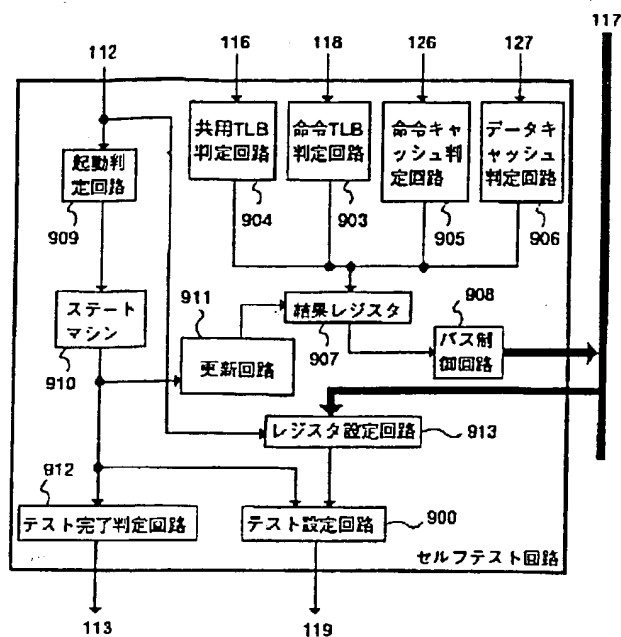 117
112
116
118
126
127
共用TLB
判定回路
命令TLB
判定回路
命令キャ
ッシュ判
定回路
データキ
ャッシュ
判定回路
起動判
定回路
909
904
903
905
906
ステート
マシン
910
911
更新回路
結果レジスタ
907
908
バス制
御回路
レジスタ設定回路
913
912
テスト完了判定回路
テスト設定回路
900
セルフテスト回路
113
119